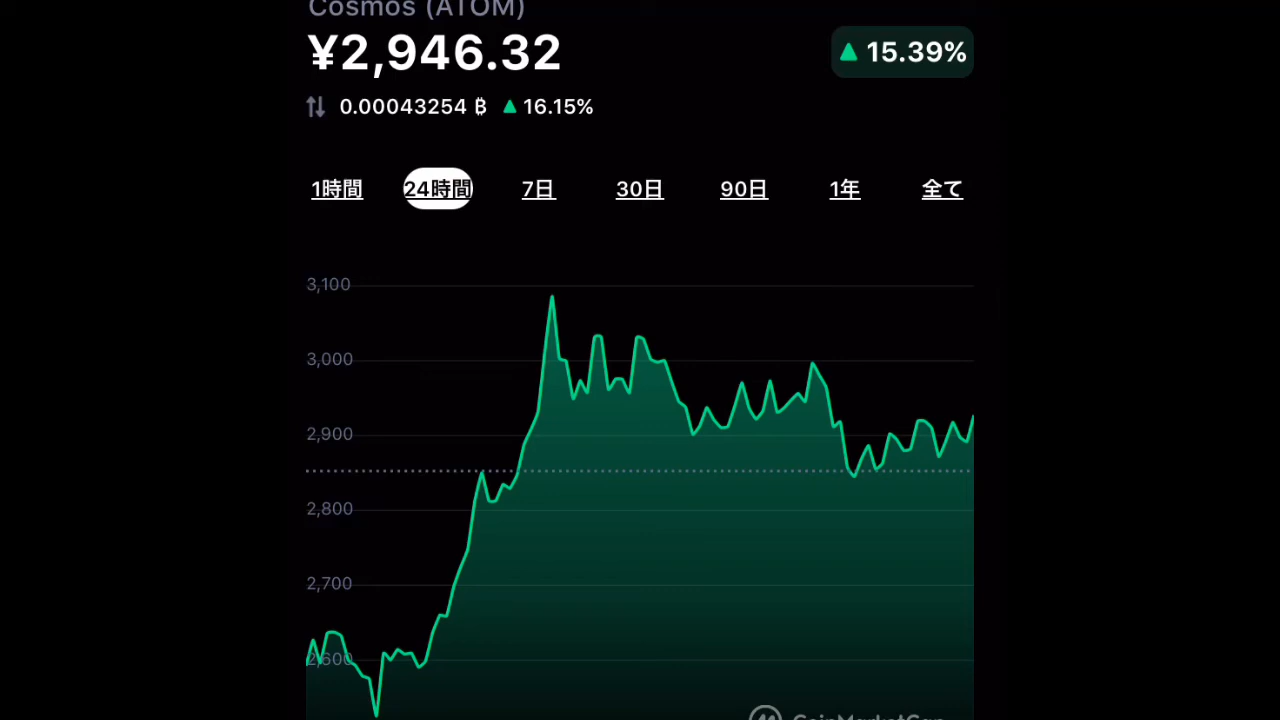 Cosmos (ATOM)
¥2,946.32
15.39%
0.00043254 ₿ 16.15%
1時間 24時間 7日 30日 90日 1年 全て
3,100
3,000
2,900
2,800
2,700
2,600
CoinMarketCap